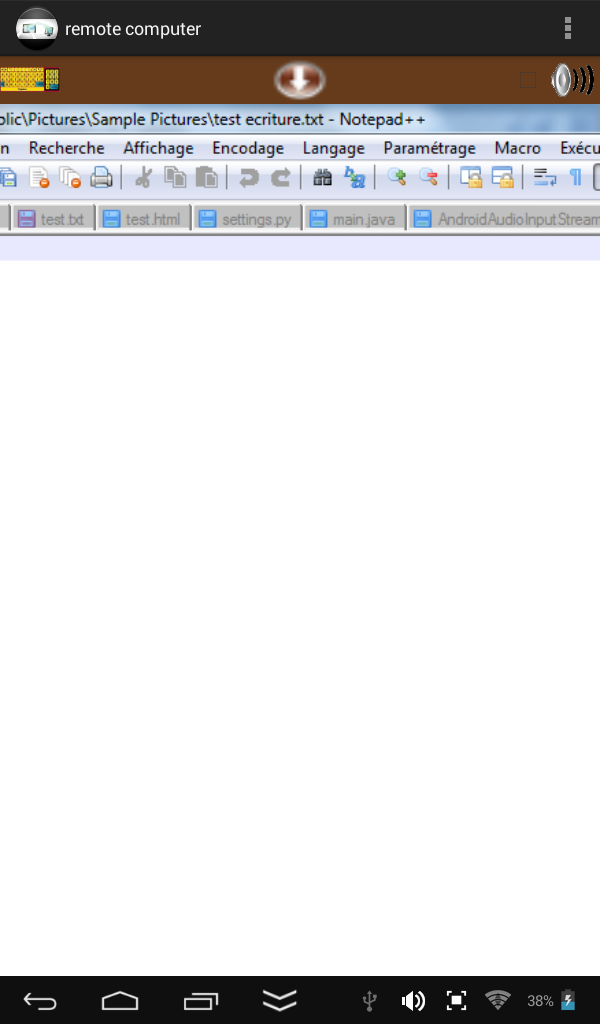 remote computer
blic\Pictures\Sample Pictures\test ecriture.txt - Notepad++
n Recherche Affichage Encodage Langage Paramétrage Macro Exécu
test.txt test.html settings.py main.java AndroidAudioInputStream
38%